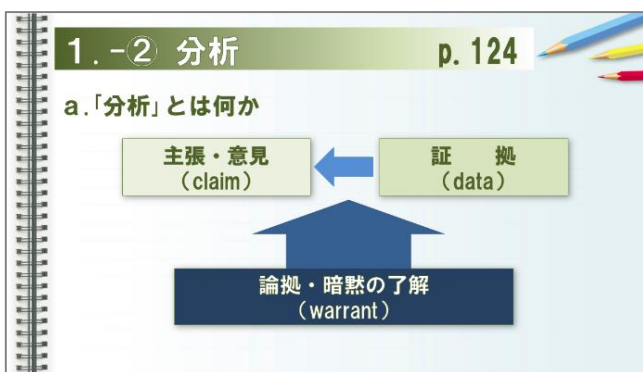 1.-② 分析 p.124
a.「分析」とは何か
主張・意見
(claim)
証 拠
(data)
論拠・暗黙の了解
(warrant)